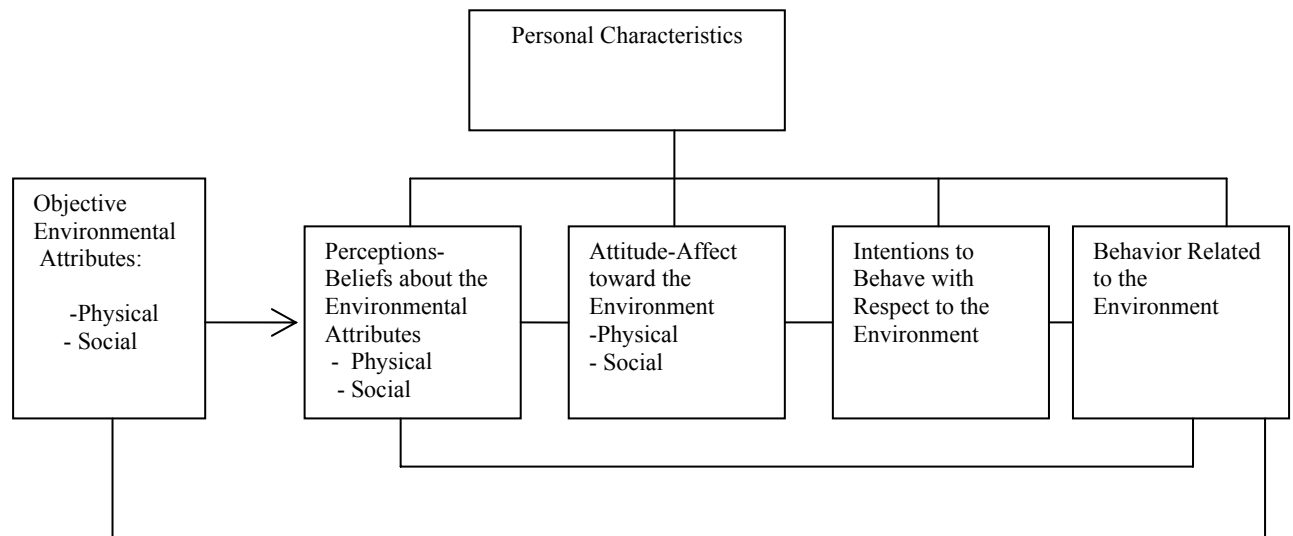 Personal Characteristics
Objective
Environmental
Attributes:
-Physical
- Social
Perceptions-
Beliefs about the
Environmental
Attributes
- Physical
- Social
Attitude-Affect
toward the
Environment
-Physical
- Social
Intentions to
Behave with
Respect to the
Environment
Behavior Related
to the
Environment